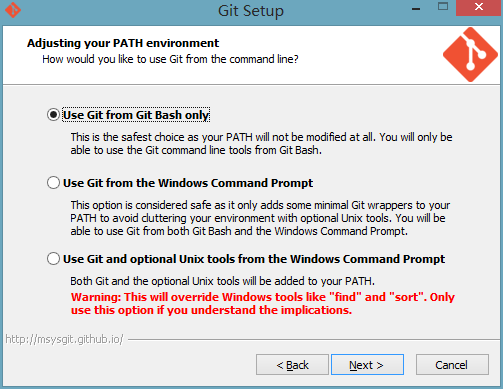 Git Setup
Adjusting your PATH environment
How would you like to use Git from the command line?
Use Git from Git Bash only
This is the safest choice as your PATH will not be modified at all. You will only
be able to use the Git command line tools from Git Bash.
Use Git from the Windows Command Prompt
This option is considered safe as it only adds some minimal Git wrappers to your
PATH to avoid cluttering your environment with optional Unix tools. You will be
able to use Git from both Git Bash and the Windows Command Prompt.
Use Git and optional Unix tools from the Windows Command Prompt
Both Git and the optional Unix tools will be added to your PATH.
Warning: This will override Windows tools like "find" and "sort". Only
use this option if you understand the implications.
http://msysgit.github.io/
< Back
Next >
Cancel